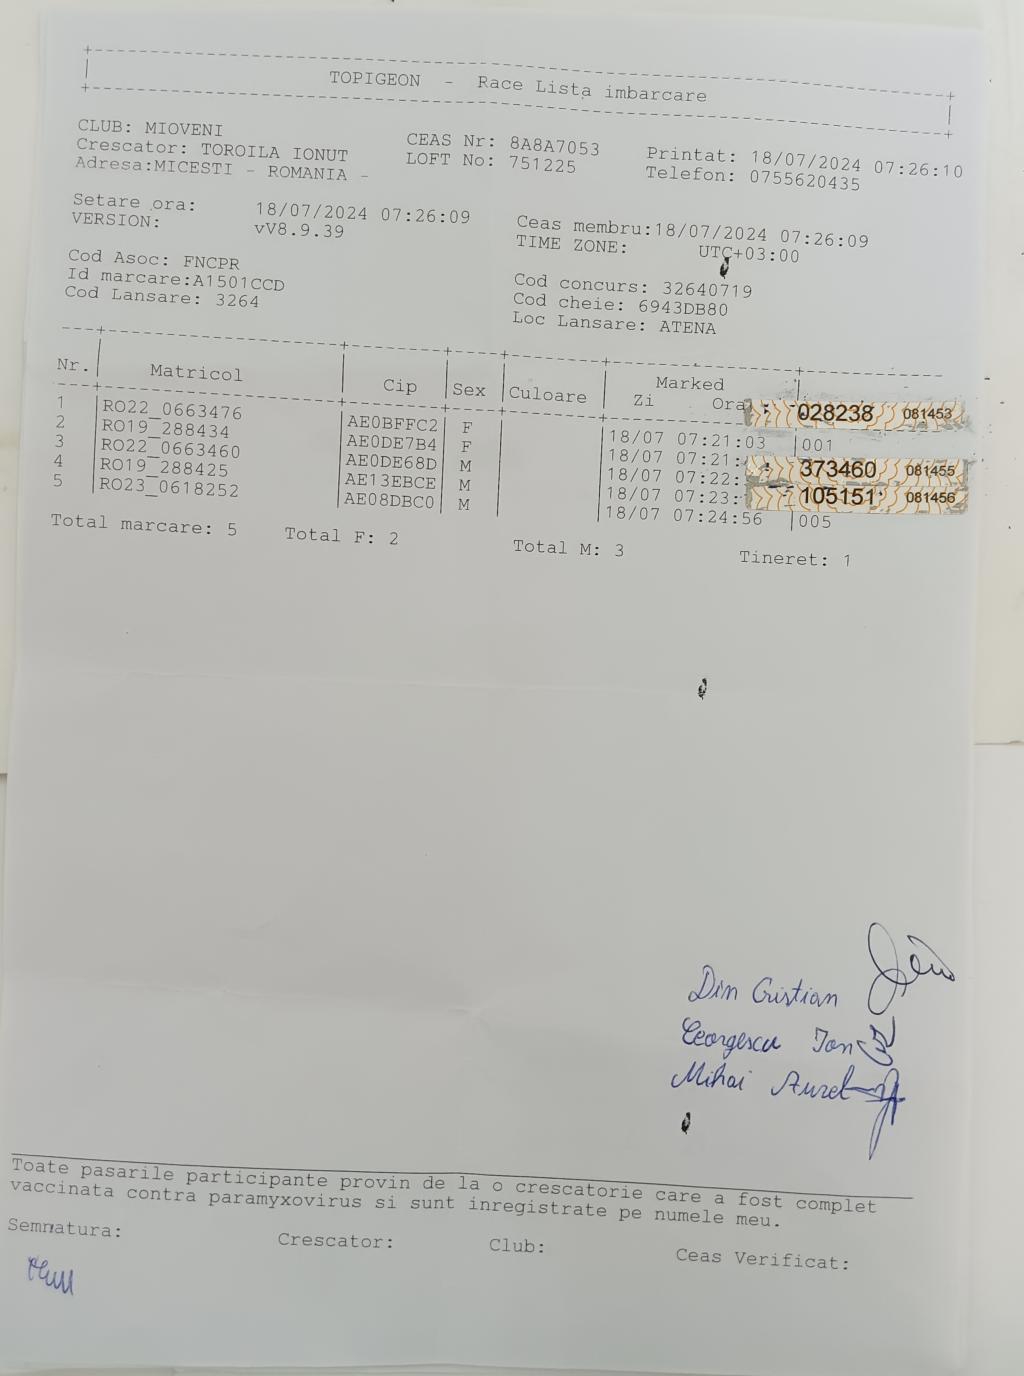 TOPIGEON - Race Lista imbarcare
CLUB: MIOVENI
Crescator: TOROILA IONUT
Adresa:MICESTI - ROMANIA -
CEAS Nr: 8A8A7053
LOFT No: 751225
Printat: 18/07/2024 07:26:10
Telefon: 0755620435
Setare ora: 18/07/2024 07:26:09
VERSION: vV8.9.39
Ceas membru:18/07/2024 07:26:09
TIME ZONE: UTC+03:00
Cod Asoc: FNCPR
Id marcare:A1501CCD
Cod Lansare: 3264
Cod concurs: 32640719
Cod cheie: 6943DB80
Loc Lansare: ATENA
Nr. Matricol Cip Sex Culoare Marked
Zi Ora
1 RO22_0663476 AE0BFFC2 F 18/07 07:21:03 001 028238 081453
2 RO19_288434 AE0DE7B4 F 18/07 07:21:
3 RO22_0663460 AE0DE68D M 18/07 07:22: 373460 081455
4 RO19_288425 AE13EBCE M 18/07 07:23: 105151 081456
5 RO23_0618252 AE08DBC0 M 18/07 07:24:56 005
Total marcare: 5 Total F: 2 Total M: 3 Tineret: 1
Din Cristian
Georgescu Ion
Mihai Aurel
Toate pasarile participante provin de la o crescatorie care a fost complet
vaccinata contra paramyxovirus si sunt inregistrate pe numele meu.
Semnatura: Crescator: Club: Ceas Verificat: